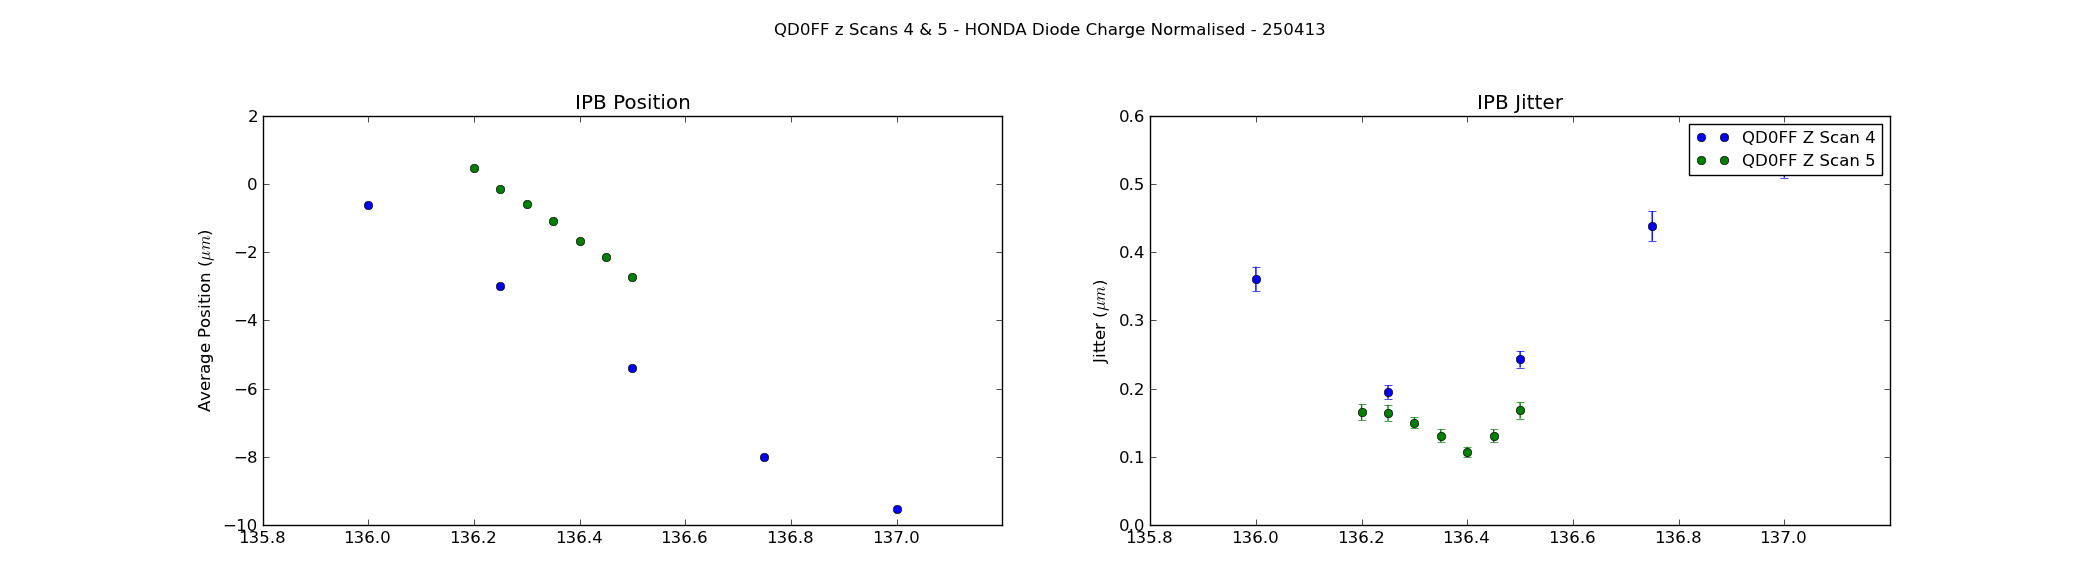 QD0FF z Scans 4 & 5 - HONDA Diode Charge Normalised - 250413
IPB Position
2
0
−2
−4
−6
−8
−10
Average Position (μm)
135.8 136.0 136.2 136.4 136.6 136.8 137.0
IPB Jitter
QD0FF Z Scan 4
QD0FF Z Scan 5
0.6
0.5
0.4
0.3
0.2
0.1
0.0
Jitter (μm)
135.8 136.0 136.2 136.4 136.6 136.8 137.0